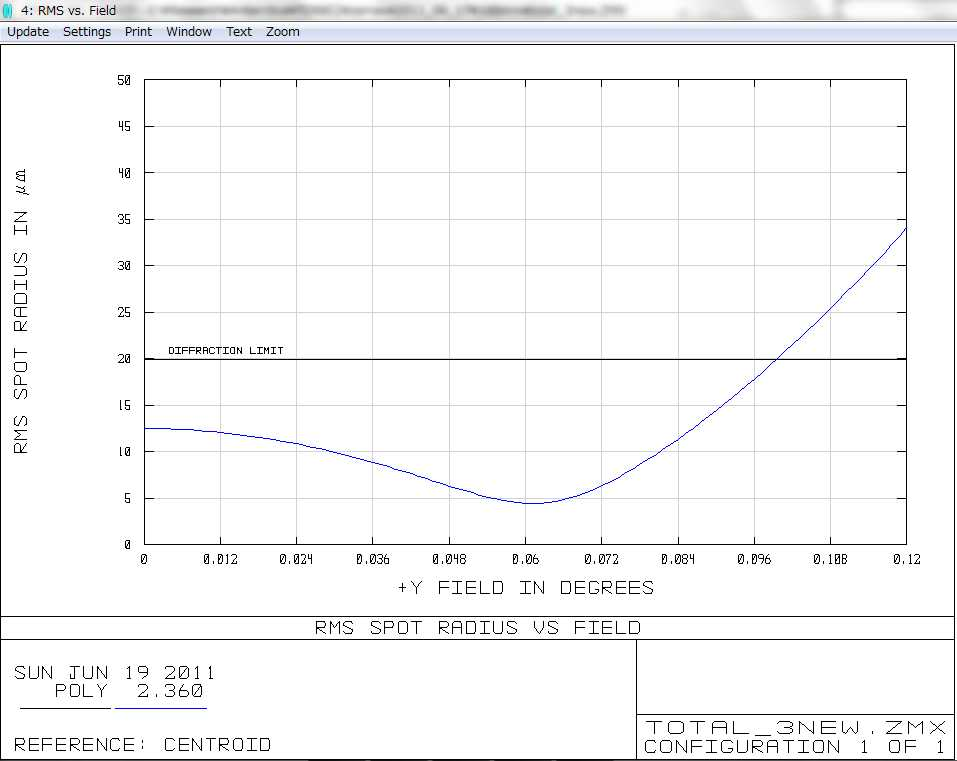 4: RMS vs. Field
Update Settings Print Window Text Zoom
50
45
40
35
30
25
20
15
10
5
0
RMS SPOT RADIUS IN µm
DIFFRACTION LIMIT
0 0.012 0.024 0.036 0.048 0.06 0.072 0.084 0.096 0.108 0.12
+Y FIELD IN DEGREES
RMS SPOT RADIUS VS FIELD
SUN JUN 19 2011
POLY 2.360
REFERENCE: CENTROID
TOTAL_3NEW.ZMX
CONFIGURATION 1 OF 1